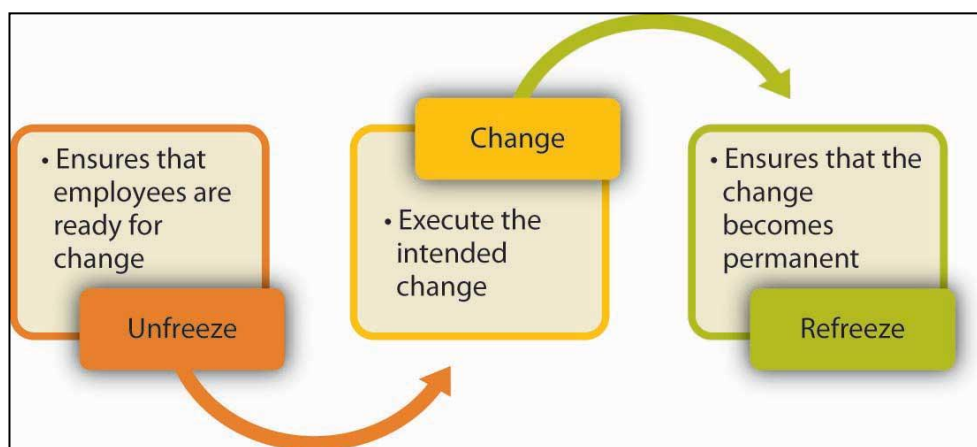 • Ensures that
employees are
ready for
change
Unfreeze
Change
• Execute the
intended
change
• Ensures that the
change
becomes
permanent
Refreeze